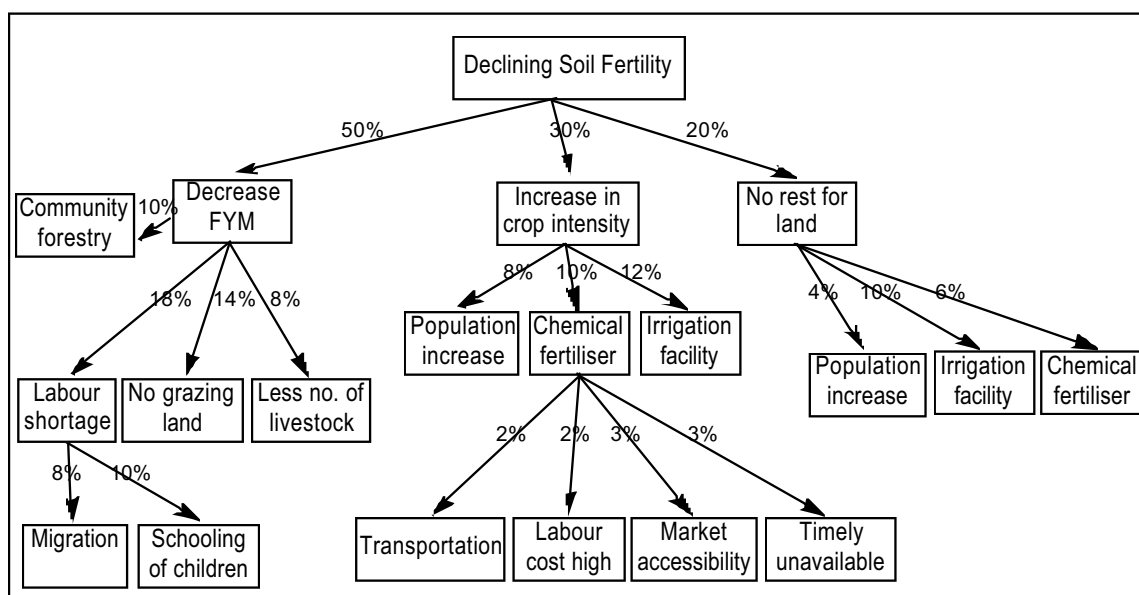 Declining Soil Fertility
50%
30%
20%
Community
forestry
10%
Decrease
FYM
Increase in
crop intensity
No rest for
land
18%
14%
8%
8%
10%
12%
4%
10%
6%
Population
increase
Chemical
fertiliser
Irrigation
facility
Population
increase
Irrigation
facility
Chemical
fertiliser
Labour
shortage
No grazing
land
Less no. of
livestock
8%
10%
2%
2%
3%
3%
Migration
Schooling
of children
Transportation
Labour
cost high
Market
accessibility
Timely
unavailable